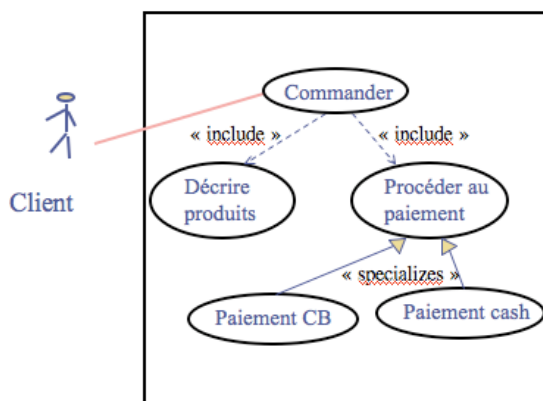 Commander
« include »
« include »
Client
Décrire
produits
Procéder au
paiement
« specializes »
Paiement CB
Paiement cash